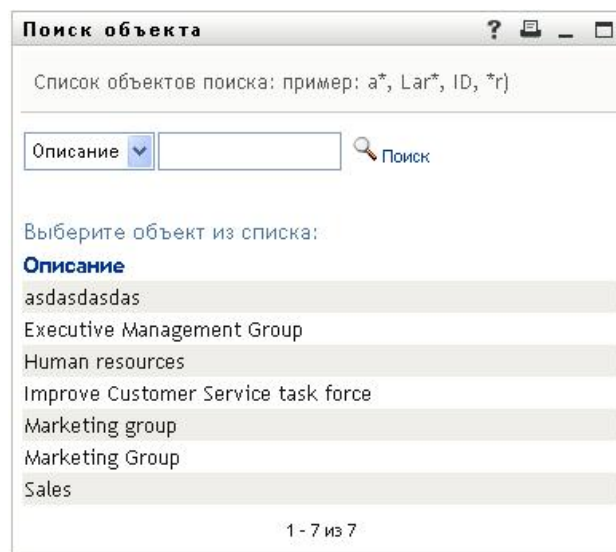 Поиск объекта ?
Список объектов поиска: пример: a*, Lar*, ID, *r)
Описание Поиск
Выберите объект из списка:
Описание
asdasdasdas
Executive Management Group
Human resources
Improve Customer Service task force
Marketing group
Marketing Group
Sales
1 - 7 из 7